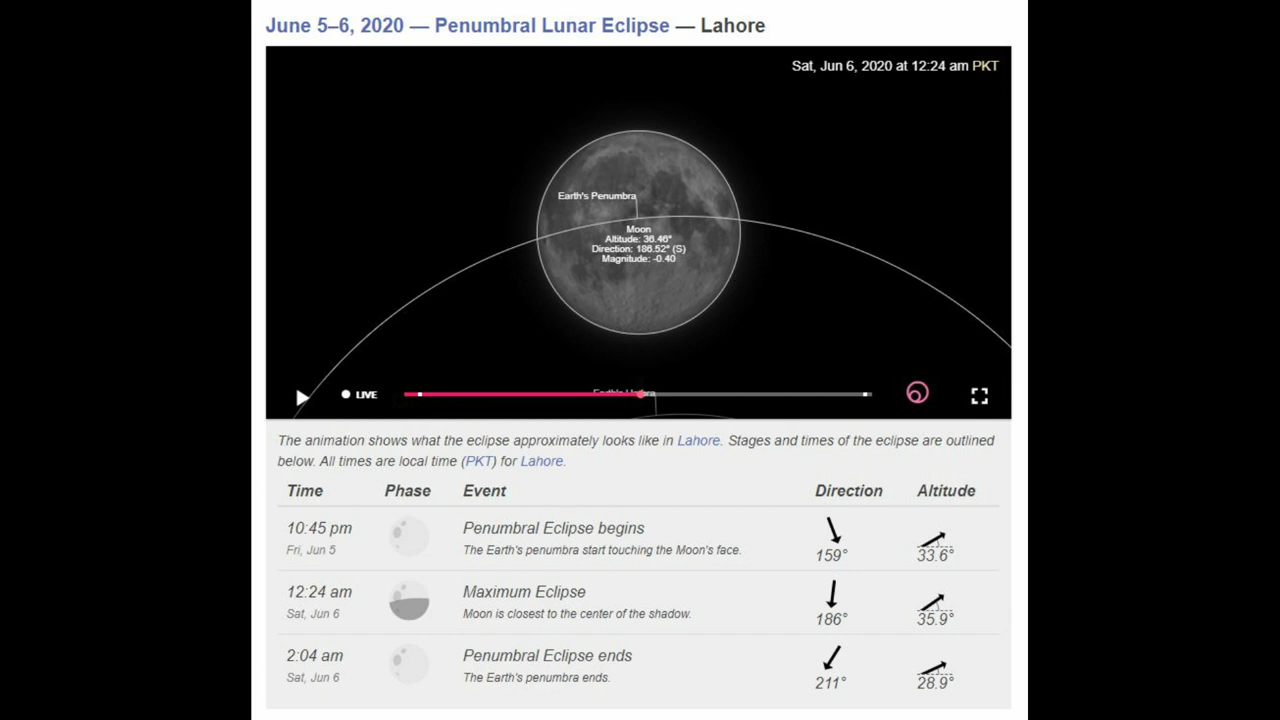 June 5–6, 2020 — Penumbral Lunar Eclipse — Lahore
Sat, Jun 6, 2020 at 12:24 am PKT
Earth's Penumbra
Moon
Altitude: 36.46°
Direction: 186.52° (S)
Magnitude: -0.40
Earth's Umbra
LIVE
The animation shows what the eclipse approximately looks like in Lahore. Stages and times of the eclipse are outlined
below. All times are local time (PKT) for Lahore.
Time Phase Event Direction Altitude
10:45 pm Penumbral Eclipse begins
Fri, Jun 5 The Earth's penumbra start touching the Moon's face. 159° 33.6°
12:24 am Maximum Eclipse
Sat, Jun 6 Moon is closest to the center of the shadow. 186° 35.9°
2:04 am Penumbral Eclipse ends
Sat, Jun 6 The Earth's penumbra ends. 211° 28.9°